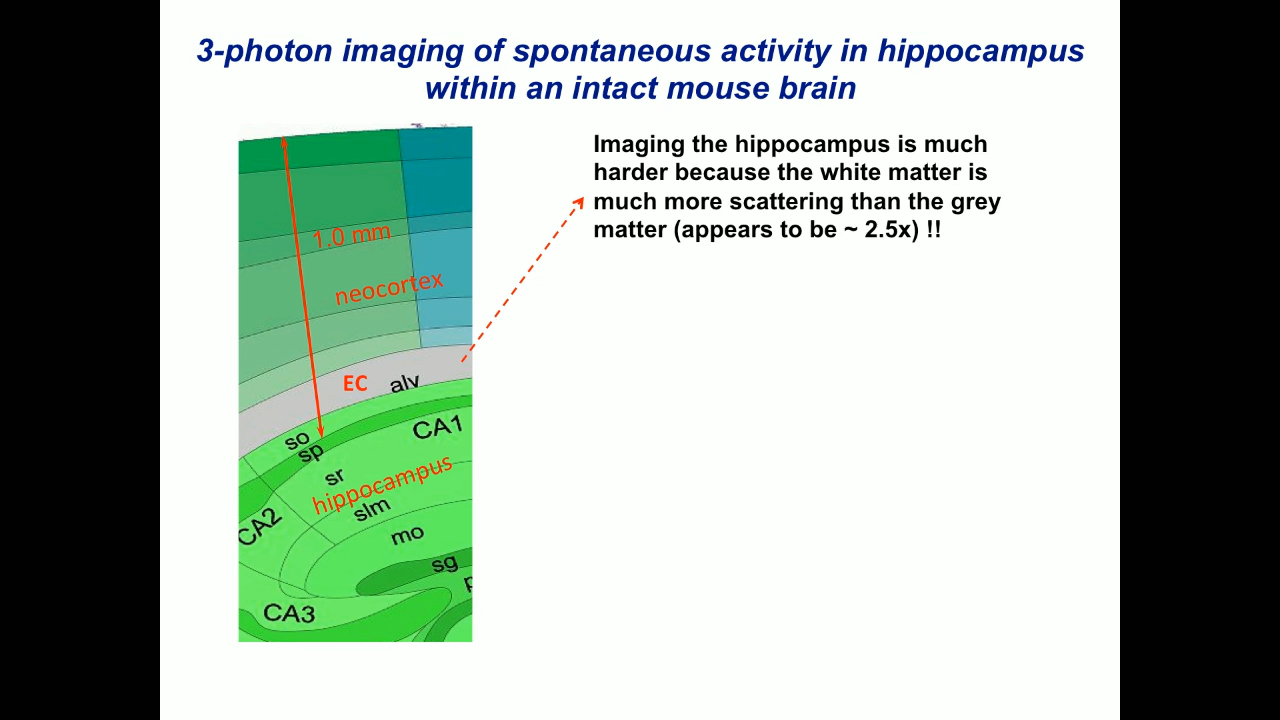 3-photon imaging of spontaneous activity in hippocampus
within an intact mouse brain
Imaging the hippocampus is much
harder because the white matter is
much more scattering than the grey
matter (appears to be ~ 2.5x) !!
1.0 mm
neocortex
EC
alv
so
sp
CA1
sr
hippocampus
slm
CA2
mo
sg
p
CA3